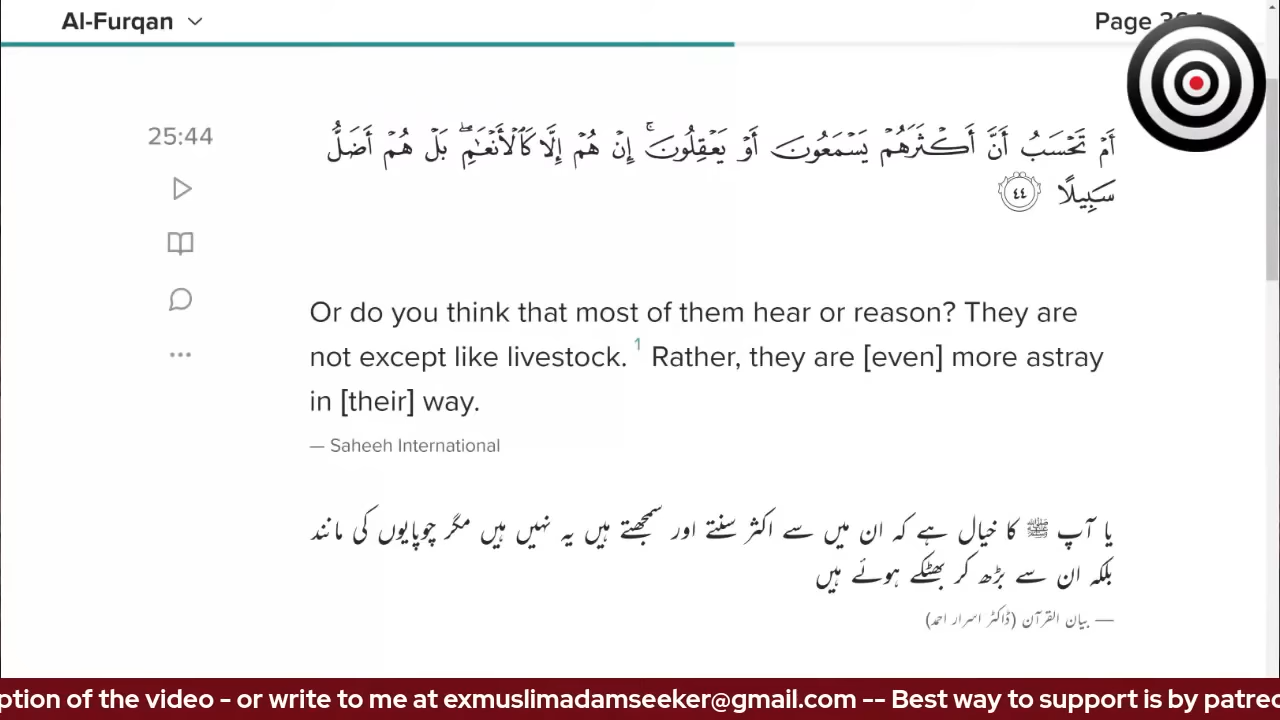 Al-Furqan
Page
25:44
أَمْ تَحْسَبُ أَنَّ أَكْثَرَهُمْ يَسْمَعُونَ أَوْ يَعْقِلُونَ ۚ إِنْ هُمْ إِلَّا كَالْأَنْعَـٰمِ ۖ بَلْ هُمْ أَضَلُّ
سَبِيلًا ٤٤
Or do you think that most of them hear or reason? They are
not except like livestock. 1 Rather, they are [even] more astray
in [their] way.
— Saheeh International
یا آپ ﷺ کا خیال ہے کہ ان میں سے اکثر سنتے اور سمجھتے ہیں یہ نہیں ہیں مگر چوپایوں کی مانند
بلکہ ان سے بڑھ کر بھٹکے ہوئے ہیں
— بیان القرآن (ڈاکٹر اسرار احمد)
ption of the video - or write to me at exmuslimadamseeker@gmail.com -- Best way to support is by patreo